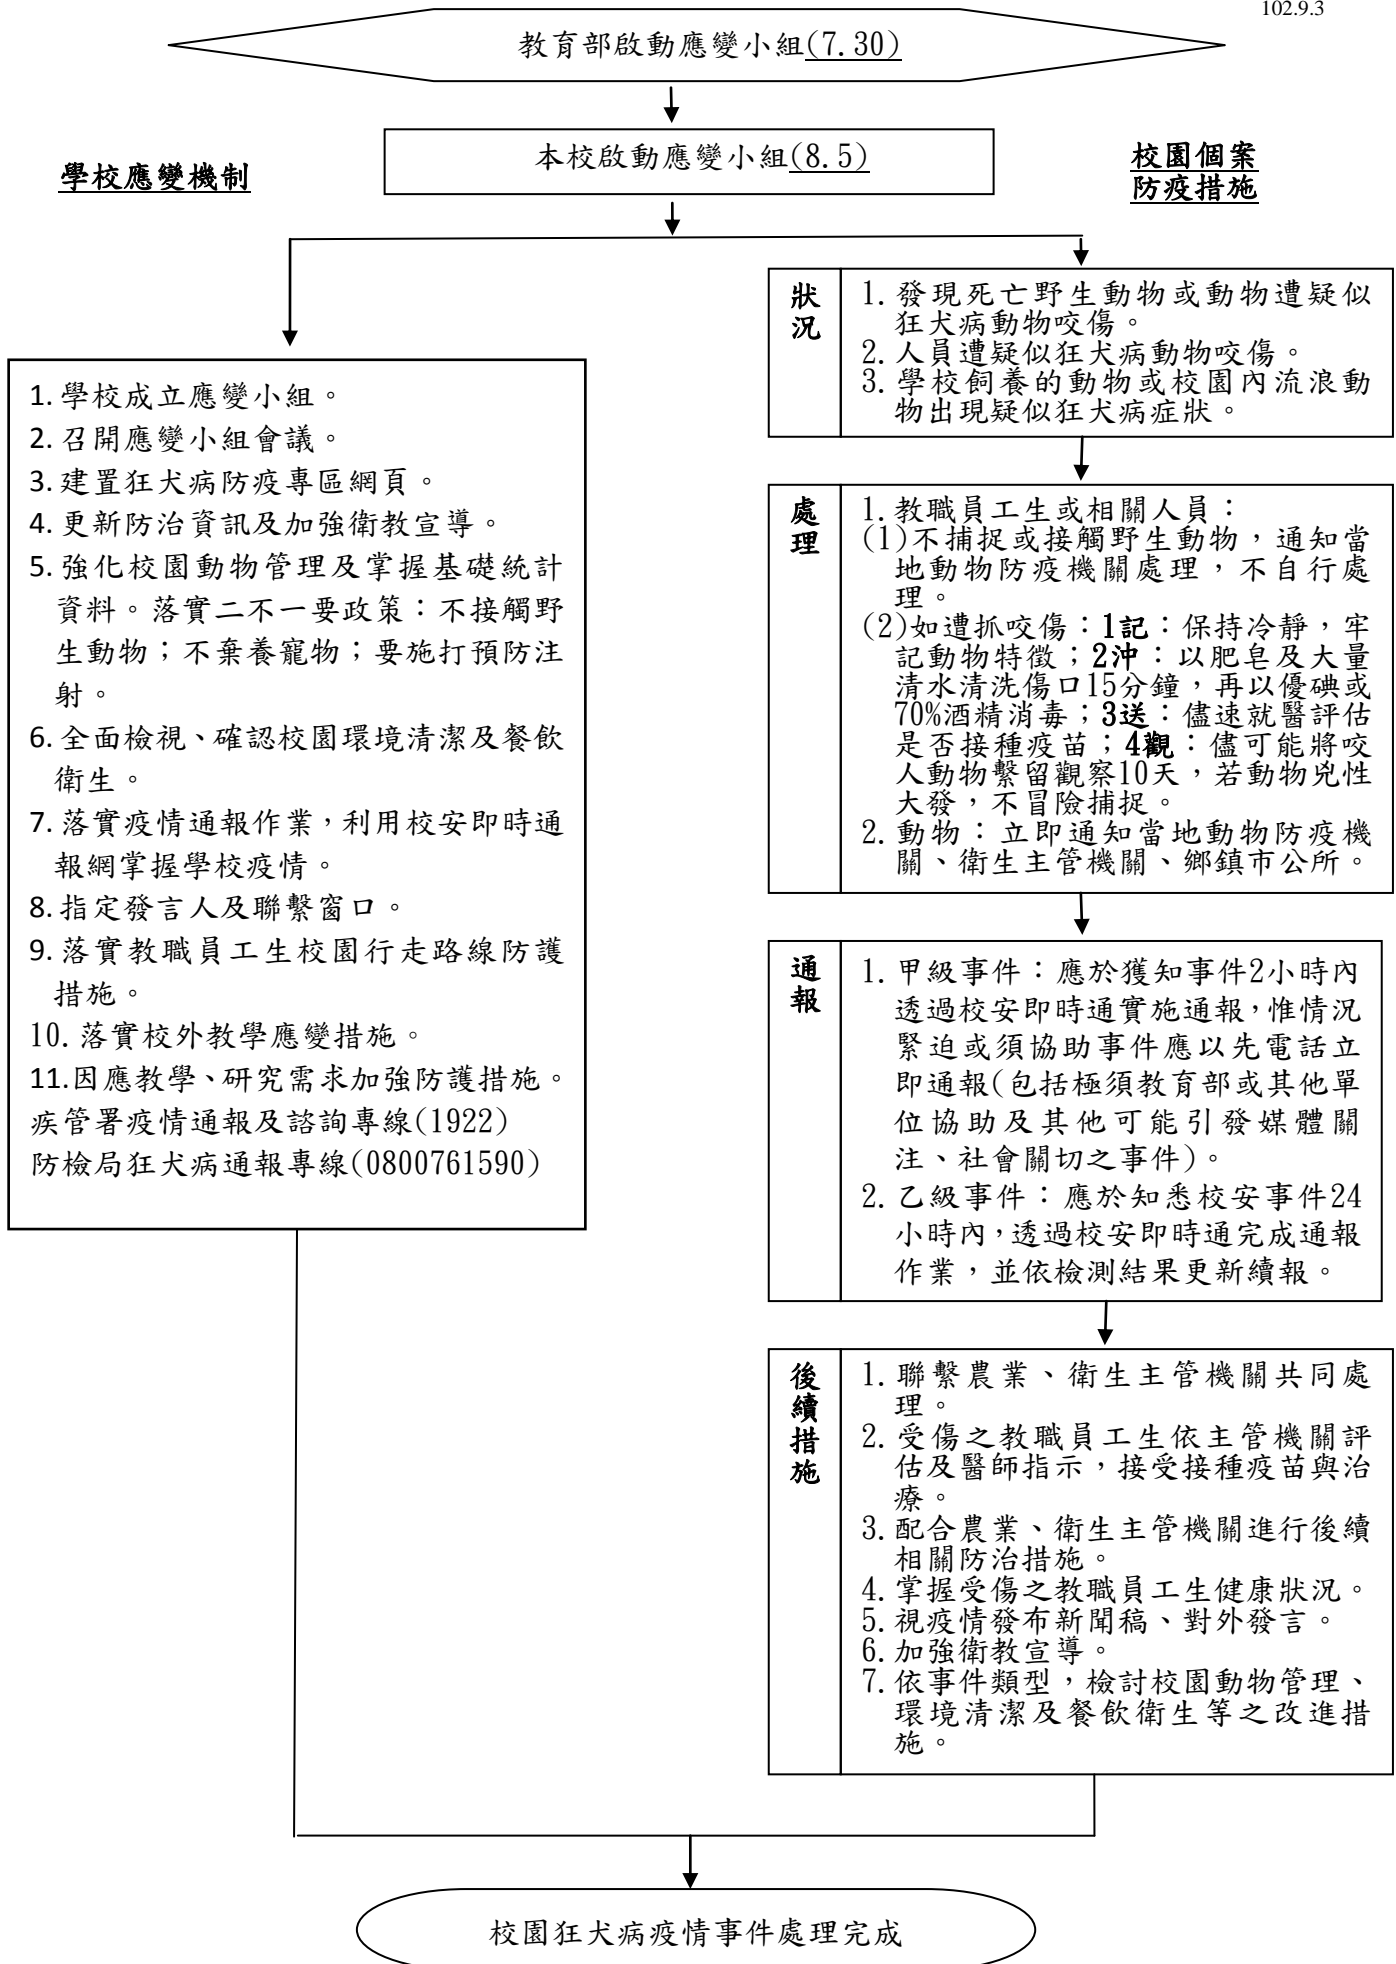 102.9.3
教育部啟動應變小組(7.30)
本校啟動應變小組(8.5)
學校應變機制
校園個案
防疫措施
1. 學校成立應變小組。
2. 召開應變小組會議。
3. 建置狂犬病防疫專區網頁。
4. 更新防治資訊及加強衛教宣導。
5. 強化校園動物管理及掌握基礎統計
資料。落實二不一要政策：不接觸野
生動物；不棄養寵物；要施打預防注
射。
6. 全面檢視、確認校園環境清潔及餐飲
衛生。
7. 落實疫情通報作業，利用校安即時通
報網掌握學校疫情。
8. 指定發言人及聯繫窗口。
9. 落實教職員工生校園行走路線防護
措施。
10. 落實校外教學應變措施。
11.因應教學、研究需求加強防護措施。
疾管署疫情通報及諮詢專線(1922)
防檢局狂犬病通報專線(0800761590)
狀況
1. 發現死亡野生動物或動物遭疑似
狂犬病動物咬傷。
2. 人員遭疑似狂犬病動物咬傷。
3. 學校飼養的動物或校園內流浪動
物出現疑似狂犬病症狀。
處理
1. 教職員工生或相關人員：
(1)不捕捉或接觸野生動物，通知當
地動物防疫機關處理，不自行處
理。
(2)如遭抓咬傷：1記：保持冷靜，牢
記動物特徵；2沖：以肥皂及大量
清水清洗傷口15分鐘，再以優碘或
70%酒精消毒；3送：儘速就醫評估
是否接種疫苗；4觀：儘可能將咬
人動物繫留觀察10天，若動物兇性
大發，不冒險捕捉。
2. 動物：立即通知當地動物防疫機
關、衛生主管機關、鄉鎮市公所。
通報
1. 甲級事件：應於獲知事件2小時內
透過校安即時通實施通報，惟情況
緊迫或須協助事件應以先電話立
即通報(包括極須教育部或其他單
位協助及其他可能引發媒體關
注、社會關切之事件)。
2. 乙級事件：應於知悉校安事件24
小時內，透過校安即時通完成通報
作業，並依檢測結果更新續報。
後續措施
1. 聯繫農業、衛生主管機關共同處
理。
2. 受傷之教職員工生依主管機關評
估及醫師指示，接受接種疫苗與治
療。
3. 配合農業、衛生主管機關進行後續
相關防治措施。
4. 掌握受傷之教職員工生健康狀況。
5. 視疫情發布新聞稿、對外發言。
6. 加強衛教宣導。
7. 依事件類型，檢討校園動物管理、
環境清潔及餐飲衛生等之改進措
施。
校園狂犬病疫情事件處理完成